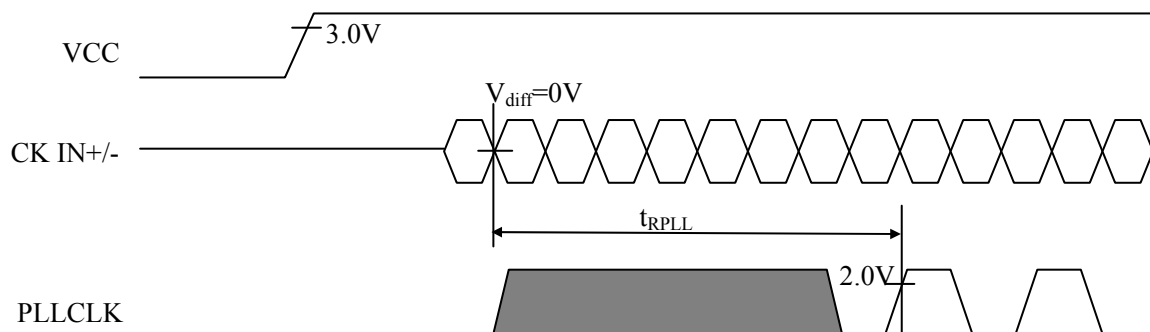 3.0V
VCC
V_diff=0V
CK IN+/-
t_RPLL
2.0V
PLLCLK